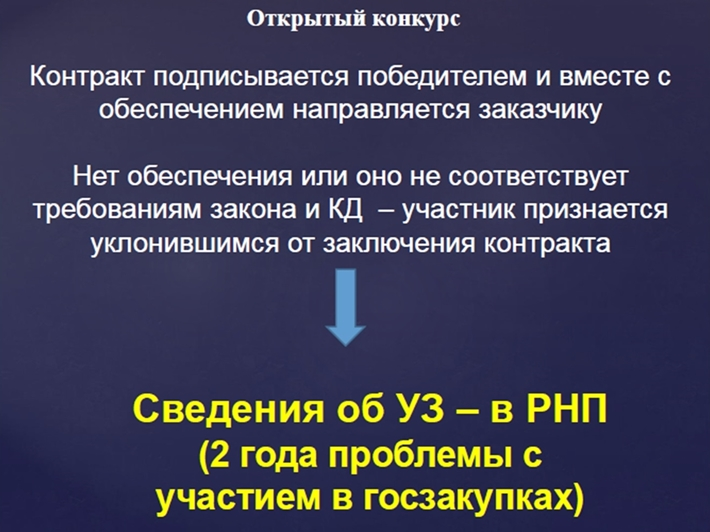 Открытый конкурс
Контракт подписывается победителем и вместе с
обеспечением направляется заказчику
Нет обеспечения или оно не соответствует
требованиям закона и КД – участник признается
уклонившимся от заключения контракта
Сведения об УЗ – в РНП
(2 года проблемы с
участием в госзакупках)